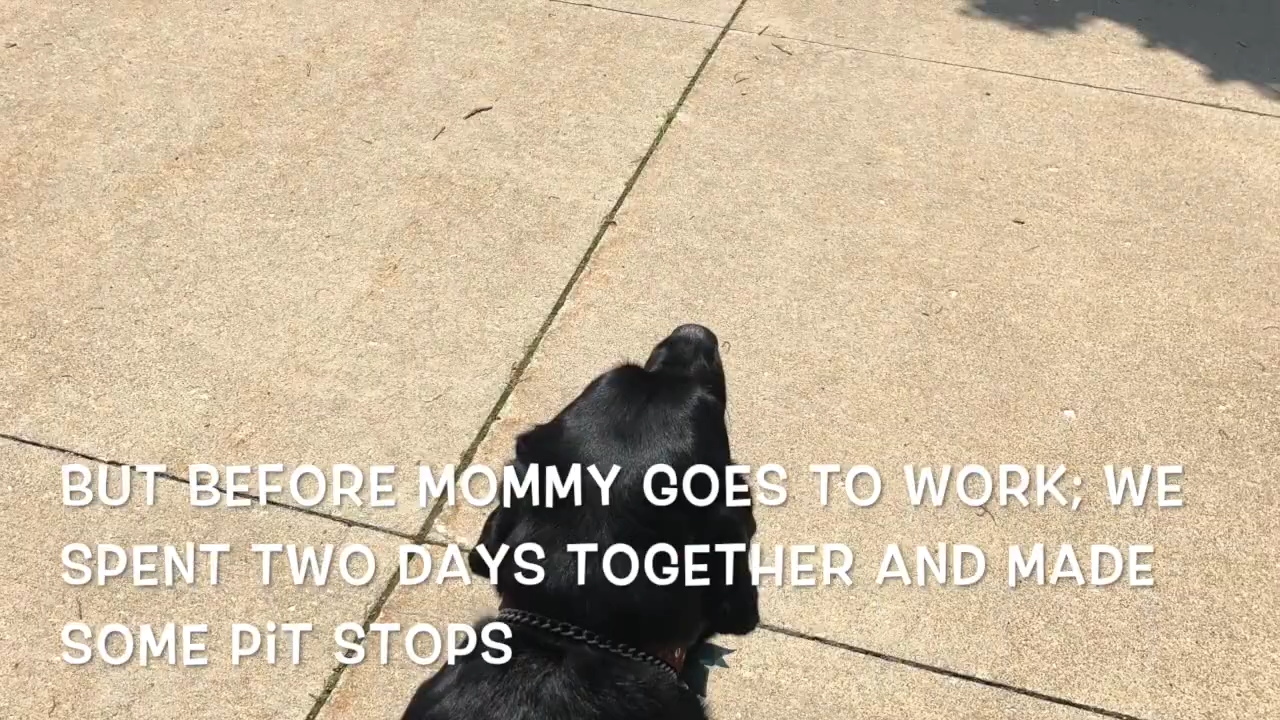 BUT BEFORE MOMMY GOES TO WORK; WE
SPENT TWO DAYS TOGETHER AND MADE
SOME PiT STOPS